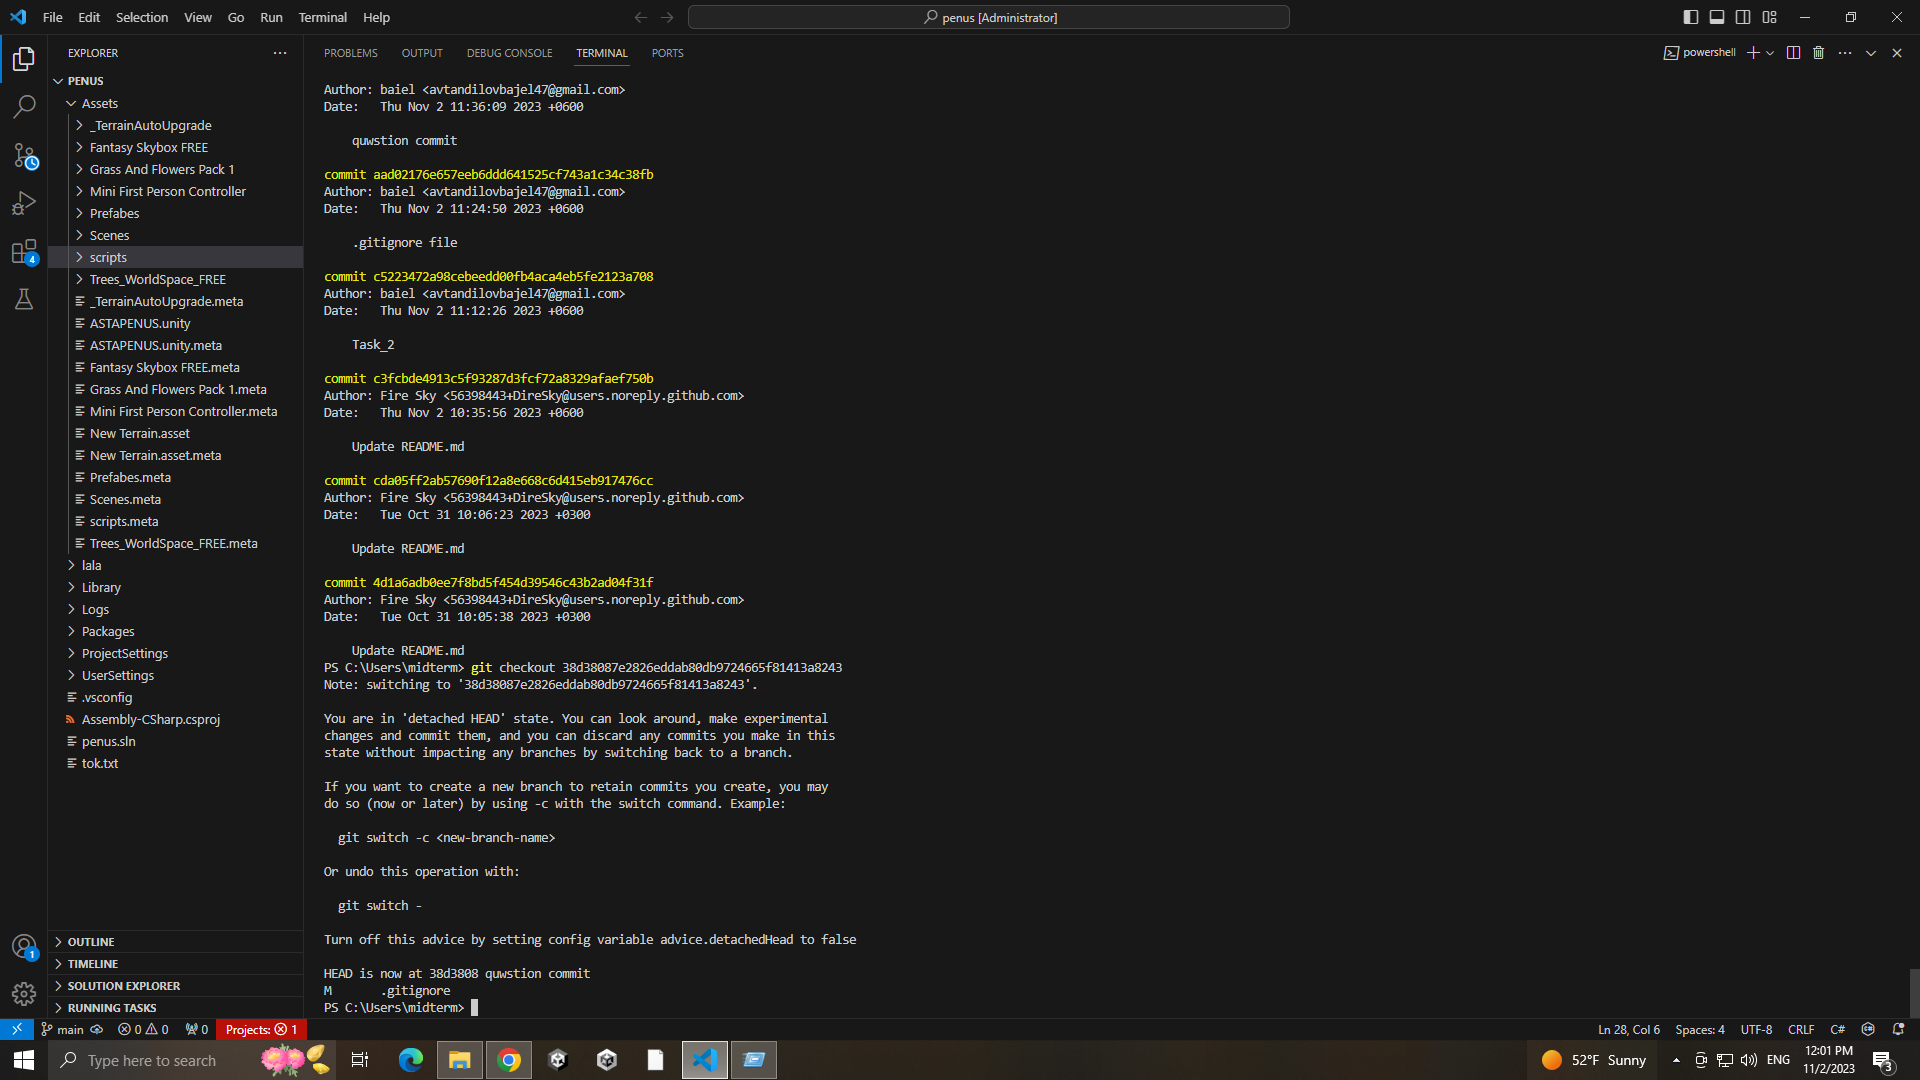 File Edit Selection View Go Run Terminal Help
penus [Administrator]
EXPLORER
PENUS
Assets
_TerrainAutoUpgrade
Fantasy Skybox FREE
Grass And Flowers Pack 1
Mini First Person Controller
Prefabes
Scenes
scripts
Trees_WorldSpace_FREE
_TerrainAutoUpgrade.meta
ASTAPENUS.unity
ASTAPENUS.unity.meta
Fantasy Skybox FREE.meta
Grass And Flowers Pack 1.meta
Mini First Person Controller.meta
New Terrain.asset
New Terrain.asset.meta
Prefabes.meta
Scenes.meta
scripts.meta
Trees_WorldSpace_FREE.meta
lala
Library
Logs
Packages
ProjectSettings
UserSettings
.vsconfig
Assembly-CSharp.csproj
penus.sln
tok.txt
OUTLINE
TIMELINE
SOLUTION EXPLORER
RUNNING TASKS
4
1
PROBLEMS OUTPUT DEBUG CONSOLE TERMINAL PORTS
powershell
Author: baiel <avtandilovbajel47@gmail.com>
Date: Thu Nov 2 11:36:09 2023 +0600
quwstion commit
commit aad02176e657eeb6ddd641525cf743a1c34c38fb
Author: baiel <avtandilovbajel47@gmail.com>
Date: Thu Nov 2 11:24:50 2023 +0600
.gitignore file
commit c5223472a98cebeedd00fb4aca4eb5fe2123a708
Author: baiel <avtandilovbajel47@gmail.com>
Date: Thu Nov 2 11:12:26 2023 +0600
Task_2
commit c3fcbde4913c5f93287d3fcf72a8329afaef750b
Author: Fire Sky <56398443+DireSky@users.noreply.github.com>
Date: Thu Nov 2 10:35:56 2023 +0600
Update README.md
commit cda05ff2ab57690f12a8e668c6d415eb917476cc
Author: Fire Sky <56398443+DireSky@users.noreply.github.com>
Date: Tue Oct 31 10:06:23 2023 +0300
Update README.md
commit 4d1a6adb0ee7f8bd5f454d39546c43b2ad04f31f
Author: Fire Sky <56398443+DireSky@users.noreply.github.com>
Date: Tue Oct 31 10:05:38 2023 +0300
Update README.md
PS C:\Users\midterm> git checkout 38d38087e2826eddab80db9724665f81413a8243
Note: switching to '38d38087e2826eddab80db9724665f81413a8243'.
You are in 'detached HEAD' state. You can look around, make experimental
changes and commit them, and you can discard any commits you make in this
state without impacting any branches by switching back to a branch.
If you want to create a new branch to retain commits you create, you may
do so (now or later) by using -c with the switch command. Example:
git switch -c <new-branch-name>
Or undo this operation with:
git switch -
Turn off this advice by setting config variable advice.detachedHead to false
HEAD is now at 38d3808 quwstion commit
M .gitignore
PS C:\Users\midterm>
main 0 0 0 Projects: 1
Ln 28, Col 6 Spaces: 4 UTF-8 CRLF C#
Type here to search
52°F Sunny
ENG
12:01 PM
11/2/2023
3